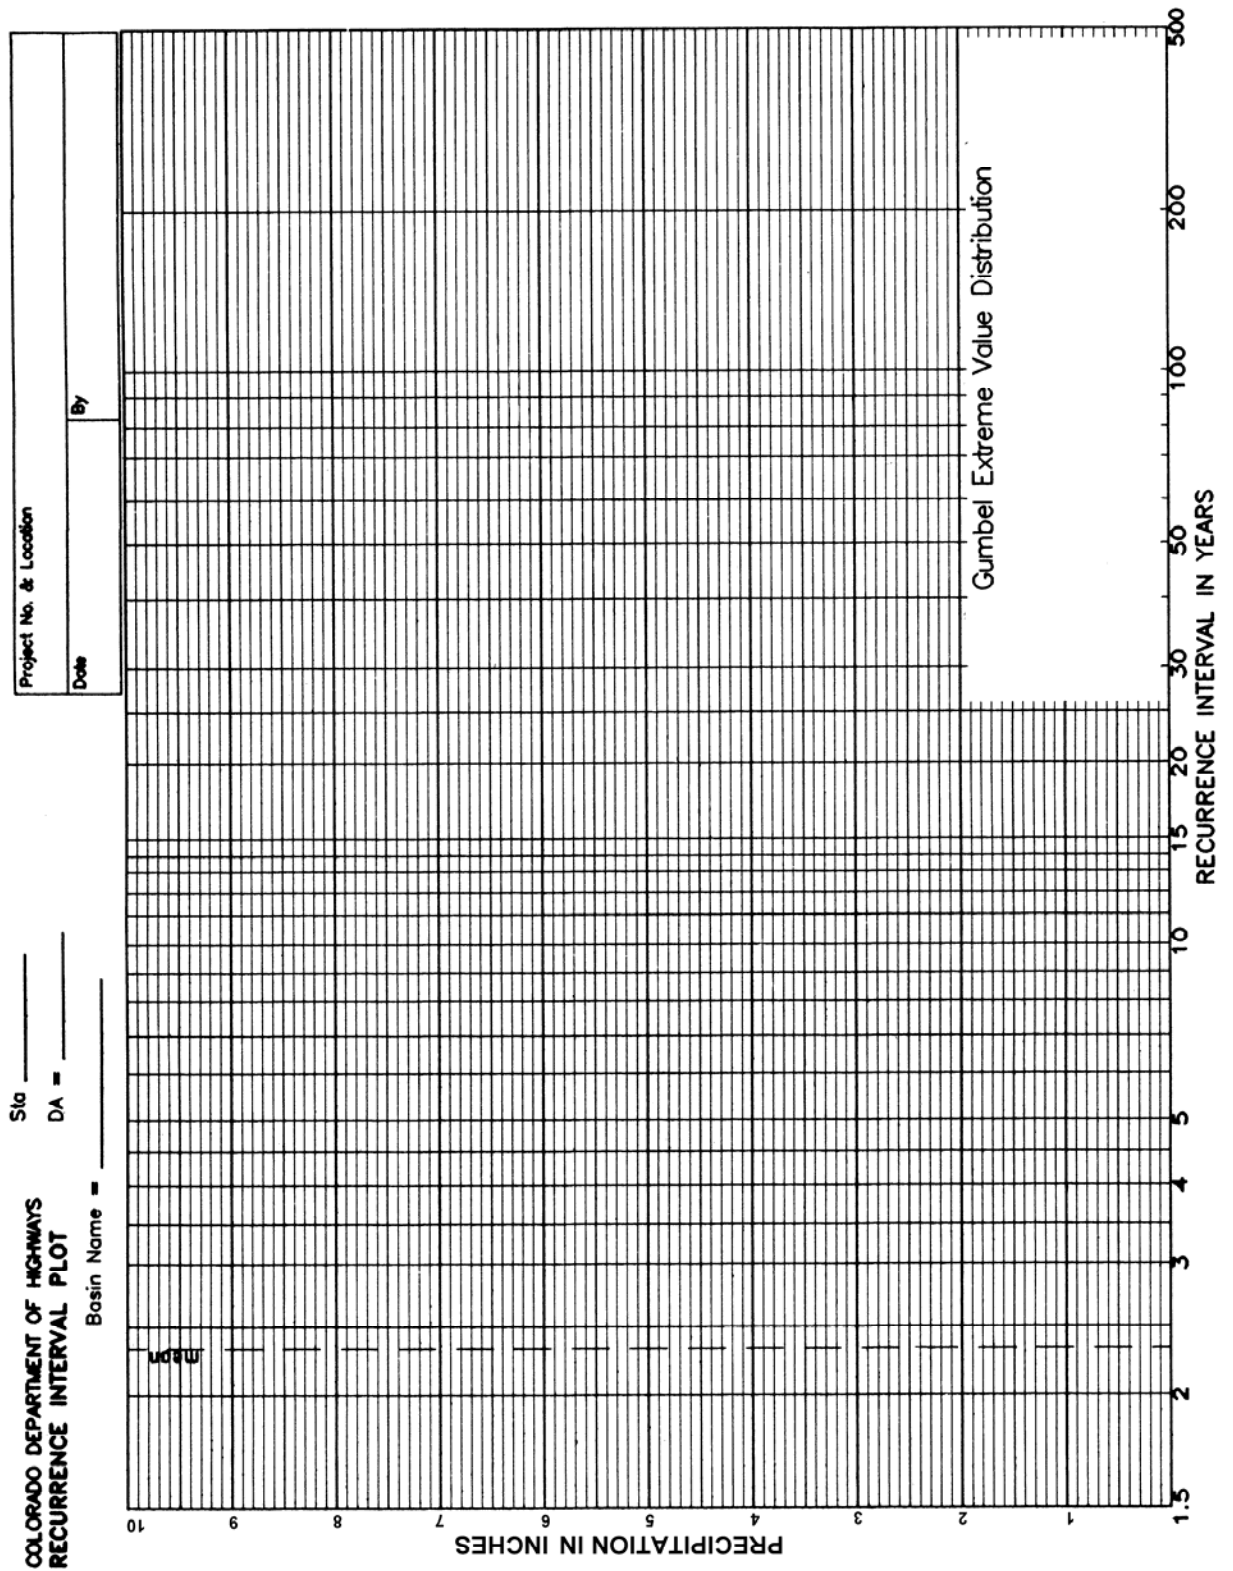 COLORADO DEPARTMENT OF HIGHWAYS
RECURRENCE INTERVAL PLOT
Sta
DA =
Basin Name =
Project No. & Location
Date
By
mean
10
9
8
7
6
5
4
3
2
1
PRECIPITATION IN INCHES
Gumbel Extreme Value Distribution
1.5
2
3
4
5
10
15
20
30
50
100
200
500
RECURRENCE INTERVAL IN YEARS